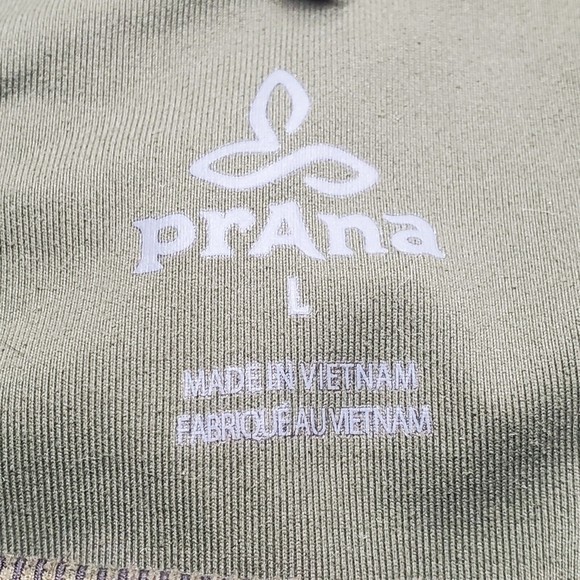 prAna
L
MADE IN VIETNAM
FABRIQUÉ AU VIETNAM